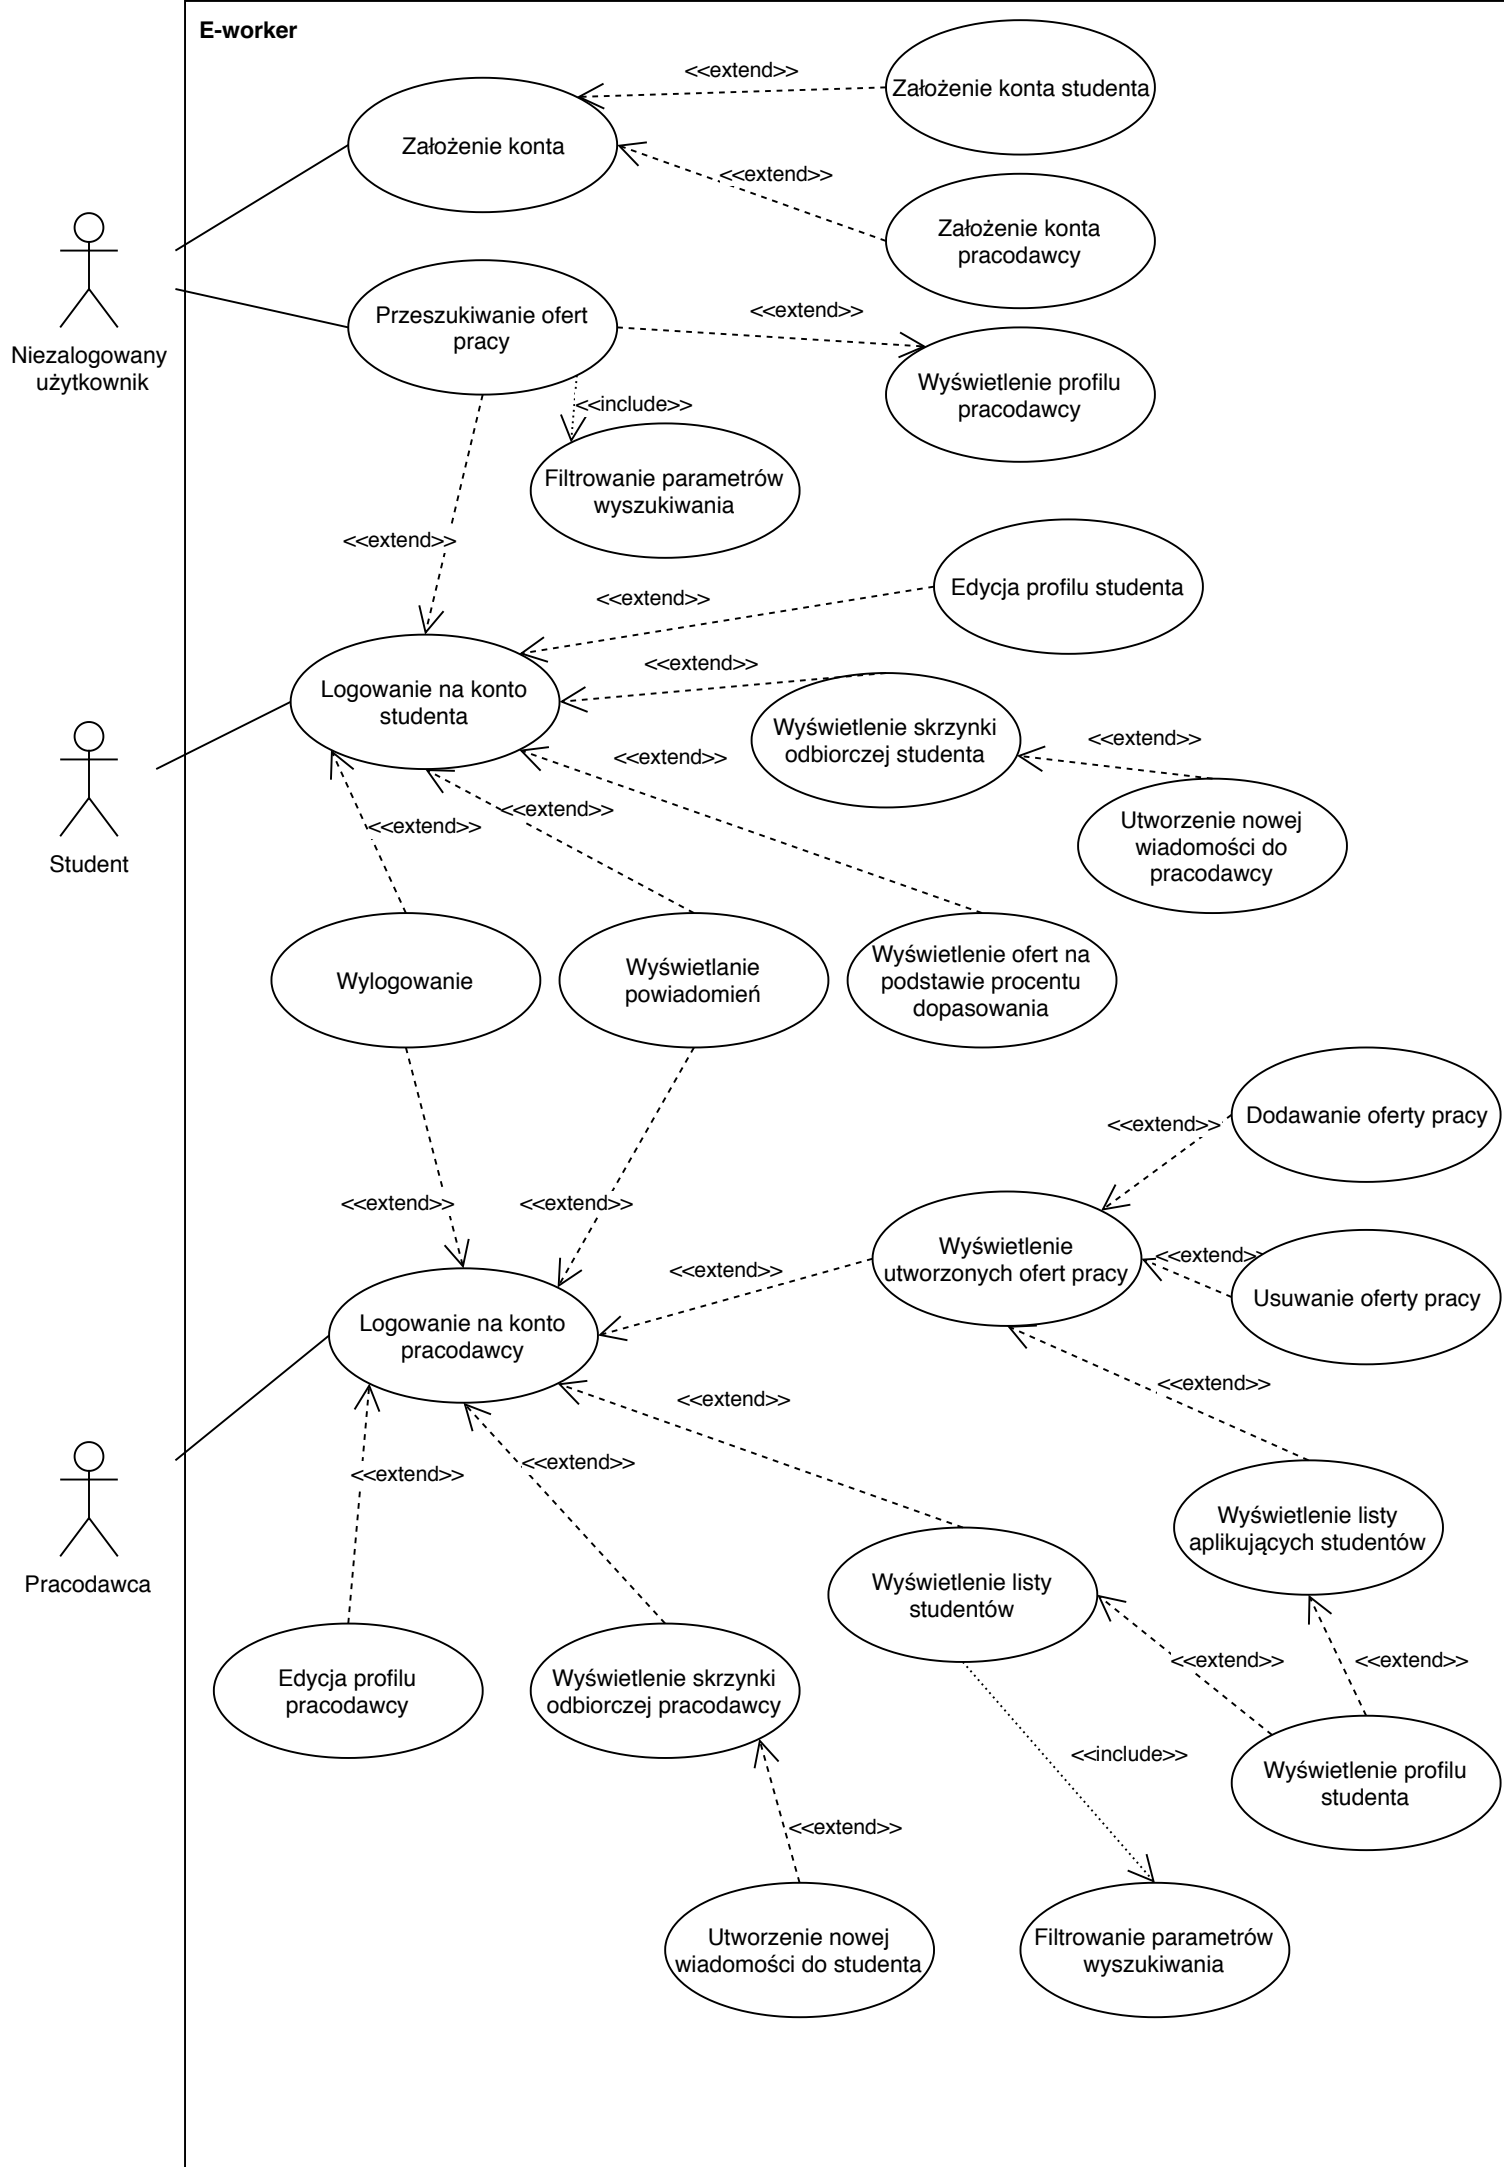 E-worker
<<extend>>
Założenie konta studenta
Założenie konta
<<extend>>
Założenie konta
pracodawcy
Niezalogowany
użytkownik
Przeszukiwanie ofert
pracy
<<extend>>
Wyświetlenie profilu
pracodawcy
<<include>>
Filtrowanie parametrów
wyszukiwania
<<extend>>
<<extend>>
Edycja profilu studenta
<<extend>>
Logowanie na konto
studenta
Wyświetlenie skrzynki
odbiorczej studenta
<<extend>>
<<extend>>
<<extend>>
<<extend>>
Utworzenie nowej
wiadomości do
pracodawcy
Student
Wylogowanie
Wyświetlanie
powiadomień
Wyświetlenie ofert na
podstawie procentu
dopasowania
<<extend>>
Dodawanie oferty pracy
<<extend>>
<<extend>>
Wyświetlenie
utworzonych ofert pracy
<<extend>>
<<extend>>
Usuwanie oferty pracy
Logowanie na konto
pracodawcy
<<extend>>
<<extend>>
<<extend>>
<<extend>>
Pracodawca
Wyświetlenie listy
aplikujących studentów
Wyświetlenie listy
studentów
<<extend>>
<<extend>>
Edycja profilu
pracodawcy
Wyświetlenie skrzynki
odbiorczej pracodawcy
<<include>>
Wyświetlenie profilu
studenta
<<extend>>
Utworzenie nowej
wiadomości do studenta
Filtrowanie parametrów
wyszukiwania